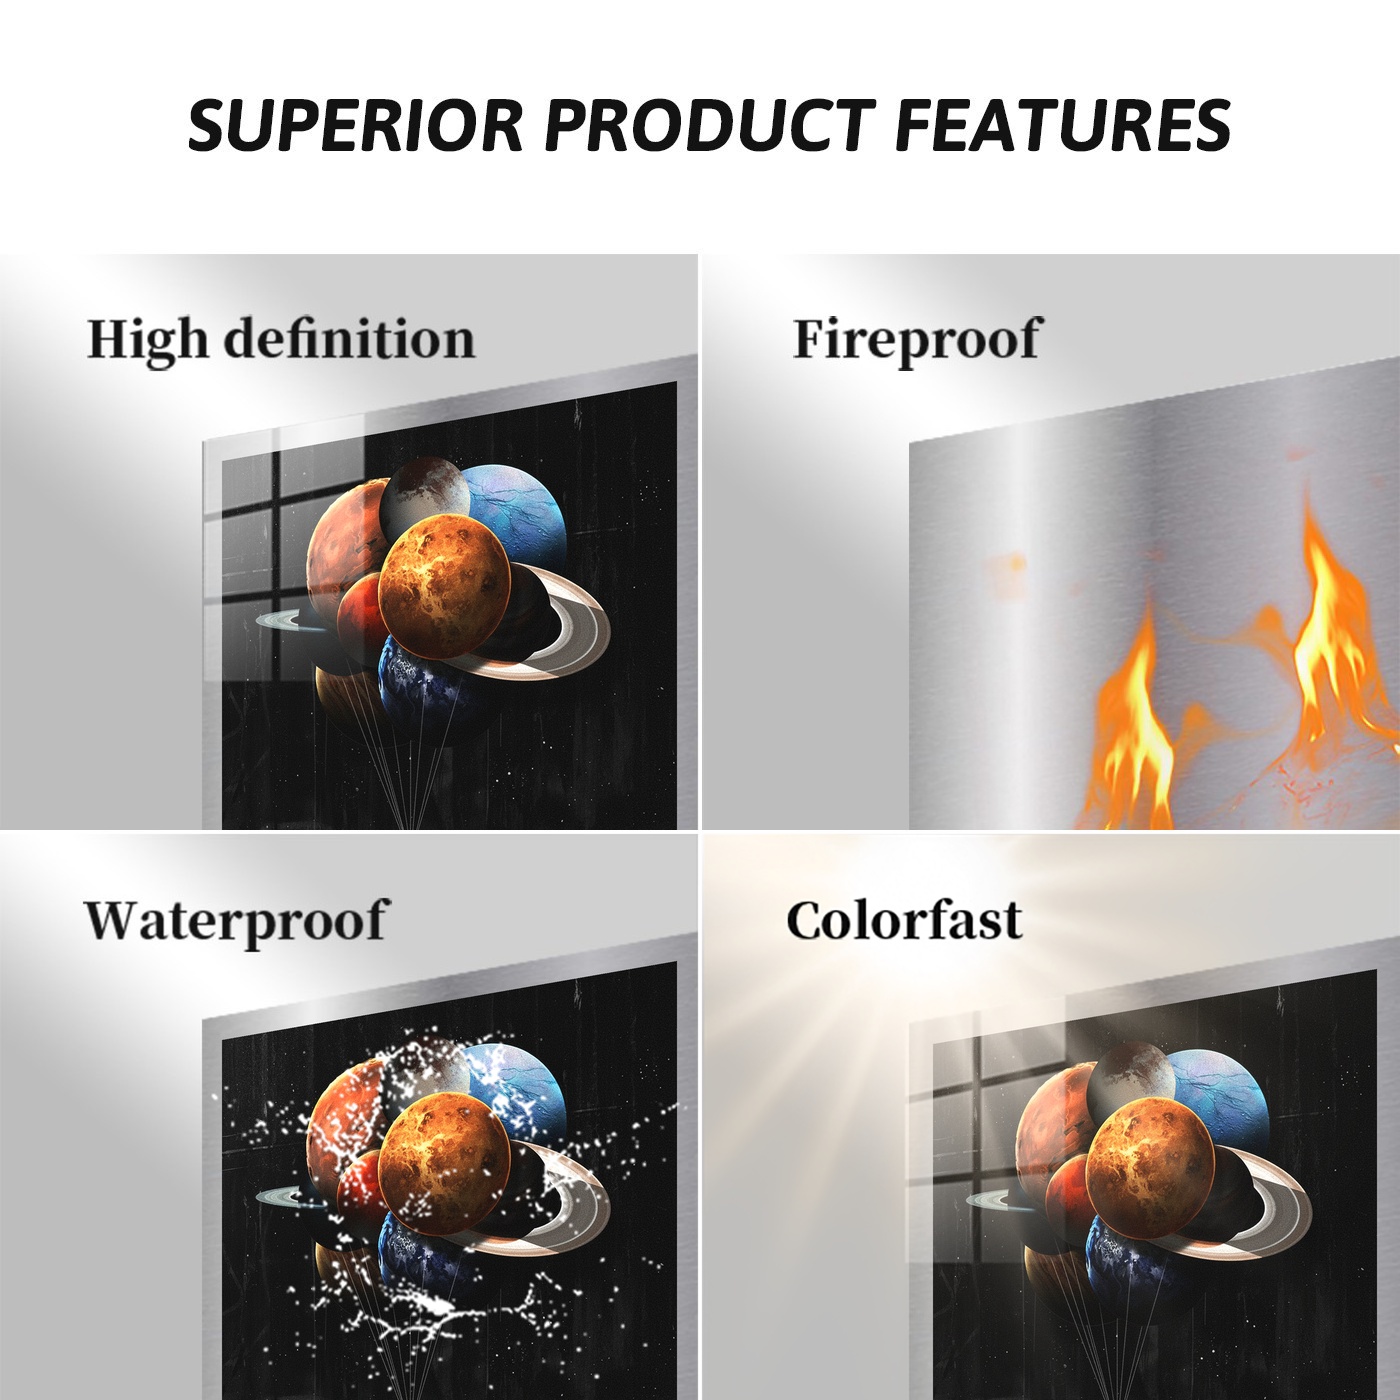 SUPERIOR PRODUCT FEATURES
High definition
Fireproof
Waterproof
Colorfast